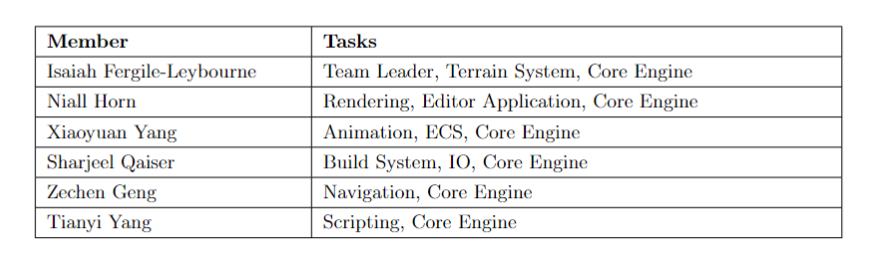 Member Tasks
Isaiah Fergile-Leybourne Team Leader, Terrain System, Core Engine
Niall Horn Rendering, Editor Application, Core Engine
Xiaoyuan Yang Animation, ECS, Core Engine
Sharjeel Qaiser Build System, IO, Core Engine
Zechen Geng Navigation, Core Engine
Tianyi Yang Scripting, Core Engine